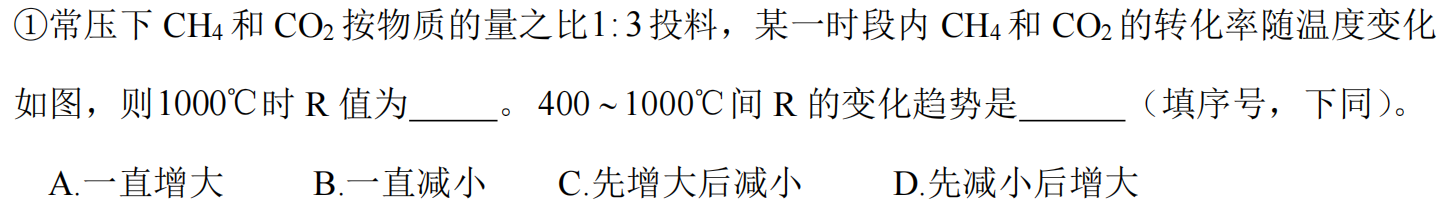 ①常压下 CH₄ 和 CO₂ 按物质的量之比1∶3投料，某一时段内 CH₄ 和 CO₂ 的转化率随温度变化
如图，则1000℃时 R 值为_____。400～1000℃间 R 的变化趋势是______（填序号，下同）。
A.一直增大 B.一直减小 C.先增大后减小 D.先减小后增大